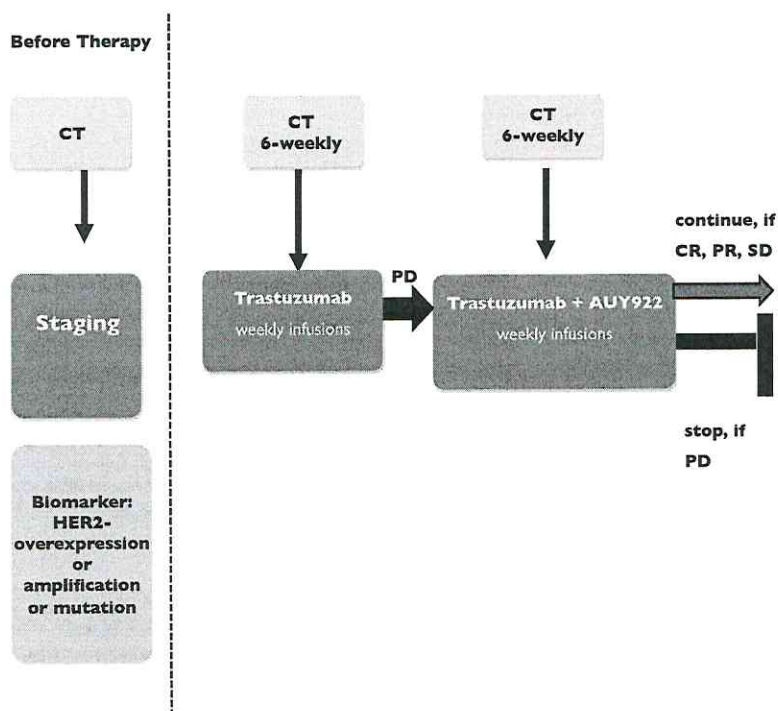 Before Therapy
CT
Staging
Biomarker:
HER2-
overexpression
or
amplification
or mutation
CT
6-weekly
Trastuzumab
weekly infusions
PD
CT
6-weekly
Trastuzumab + AUY922
weekly infusions
continue, if
CR, PR, SD
stop, if
PD